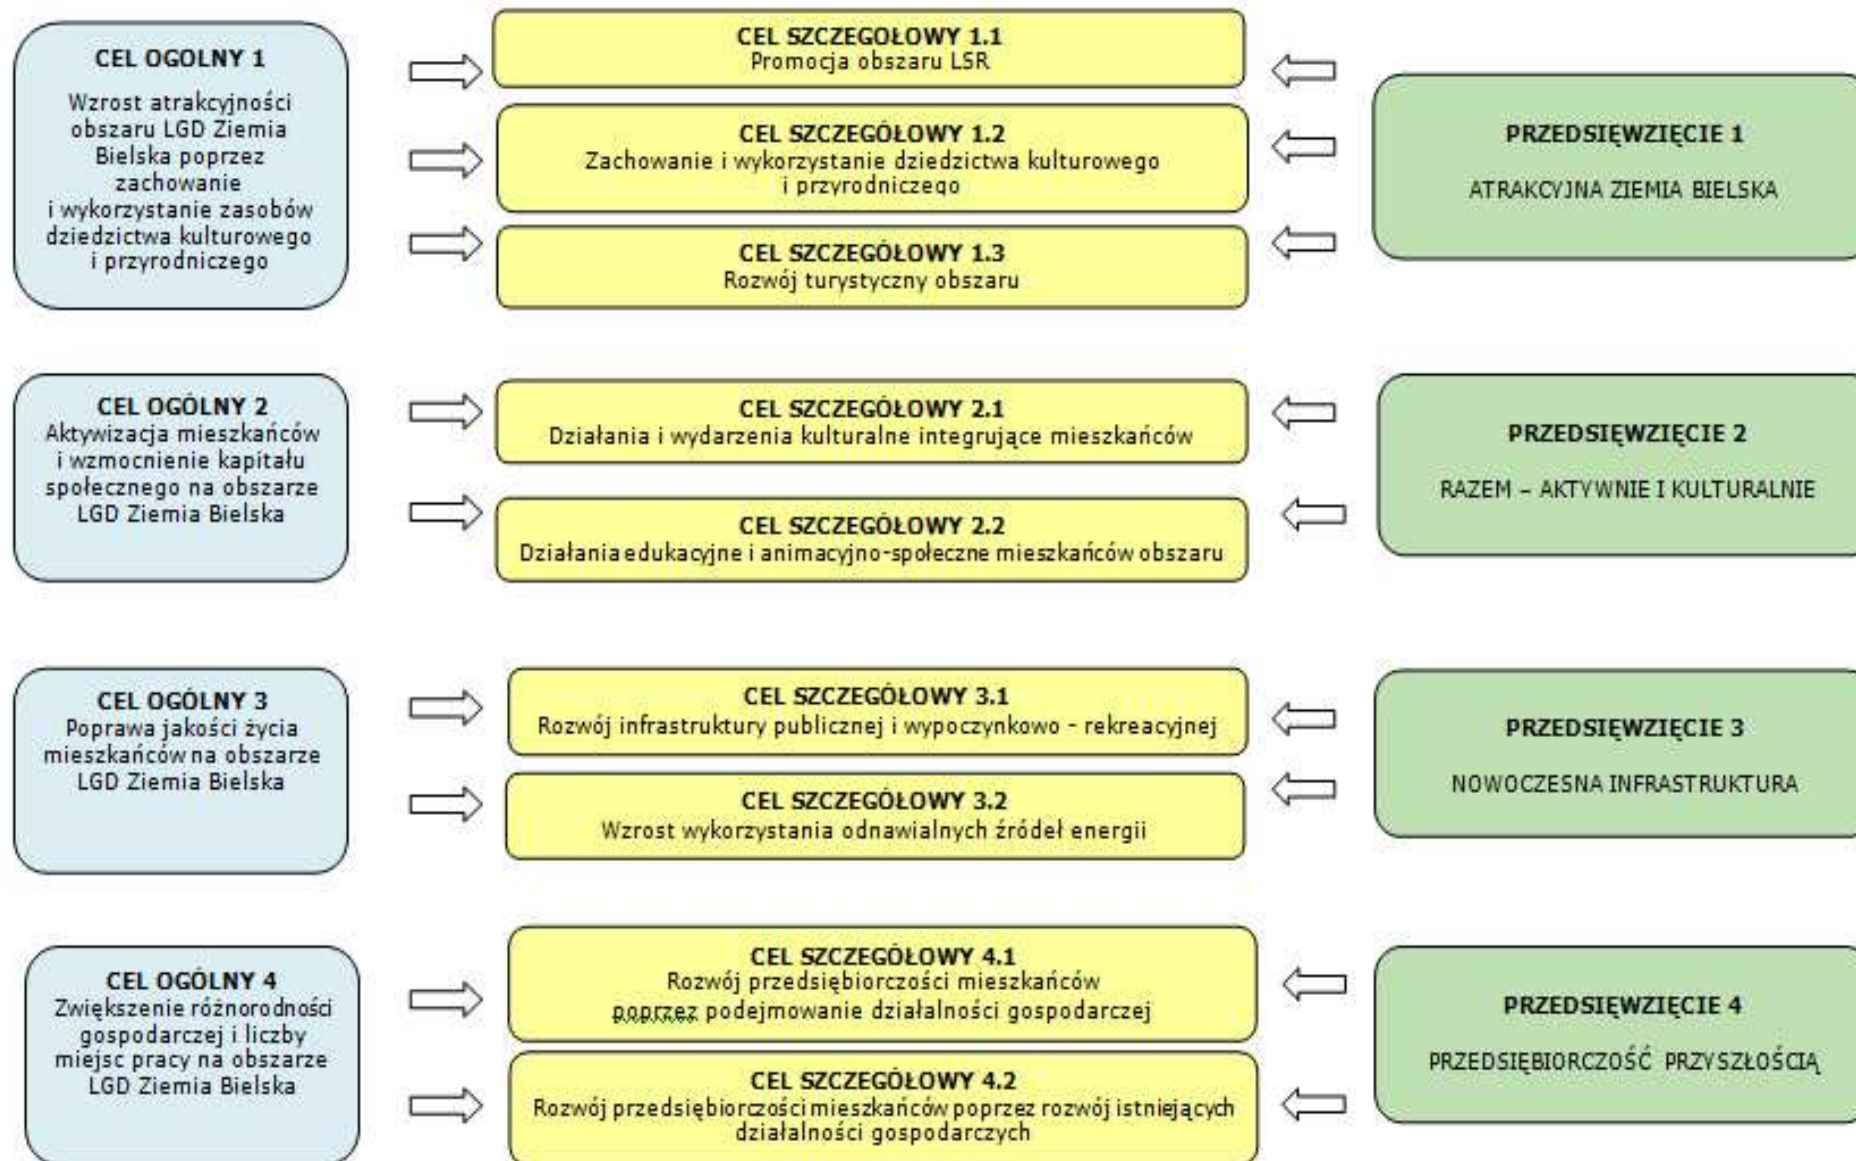 CEL OGÓLNY 1
Wzrost atrakcyjności
obszaru LGD Ziemia
Bielska poprzez
zachowanie
i wykorzystanie zasobów
dziedzictwa kulturowego
i przyrodniczego
CEL SZCZEGÓŁOWY 1.1
Promocja obszaru LSR
CEL SZCZEGÓŁOWY 1.2
Zachowanie i wykorzystanie dziedzictwa kulturowego
i przyrodniczego
CEL SZCZEGÓŁOWY 1.3
Rozwój turystyczny obszaru
PRZEDSIĘWZIĘCIE 1
ATRAKCYJNA ZIEMIA BIELSKA
CEL OGÓLNY 2
Aktywizacja mieszkańców
i wzmocnienie kapitału
społecznego na obszarze
LGD Ziemia Bielska
CEL SZCZEGÓŁOWY 2.1
Działania i wydarzenia kulturalne integrujące mieszkańców
CEL SZCZEGÓŁOWY 2.2
Działania edukacyjne i animacyjno-społeczne mieszkańców obszaru
PRZEDSIĘWZIĘCIE 2
RAZEM – AKTYWNIE I KULTURALNIE
CEL OGÓLNY 3
Poprawa jakości życia
mieszkańców na obszarze
LGD Ziemia Bielska
CEL SZCZEGÓŁOWY 3.1
Rozwój infrastruktury publicznej i wypoczynkowo - rekreacyjnej
CEL SZCZEGÓŁOWY 3.2
Wzrost wykorzystania odnawialnych źródeł energii
PRZEDSIĘWZIĘCIE 3
NOWOCZESNA INFRASTRUKTURA
CEL OGÓLNY 4
Zwiększenie różnorodności
gospodarczej i liczby
miejsc pracy na obszarze
LGD Ziemia Bielska
CEL SZCZEGÓŁOWY 4.1
Rozwój przedsiębiorczości mieszkańców
poprzez podejmowanie działalności gospodarczej
CEL SZCZEGÓŁOWY 4.2
Rozwój przedsiębiorczości mieszkańców poprzez rozwój istniejących
działalności gospodarczych
PRZEDSIĘWZIĘCIE 4
PRZEDSIĘBIORCZOŚĆ PRZYSZŁOŚCIĄ